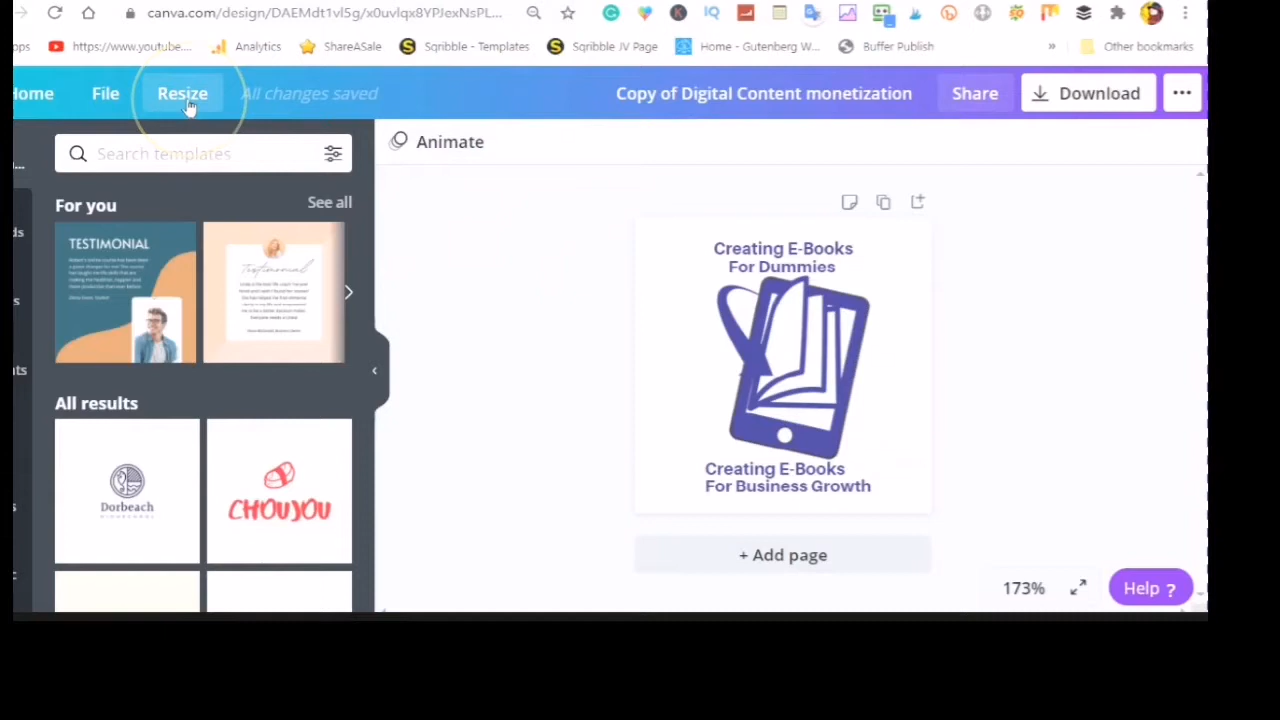 canva.com/design/DAEMdt1vl5g/x0uvlqx8YPJexNsPL...
https://www.youtube....
Analytics
ShareASale
Sqribble - Templates
Sqribble JV Page
Home - Gutenberg W...
Buffer Publish
»
Other bookmarks
Home
File
Resize
All changes saved
Copy of Digital Content monetization
Share
Download
Search templates
Animate
For you
See all
TESTIMONIAL
Testimonial
All results
Dorbeach
CHOUJOU
Creating E-Books
For Dummies
Creating E-Books
For Business Growth
+ Add page
173%
Help ?